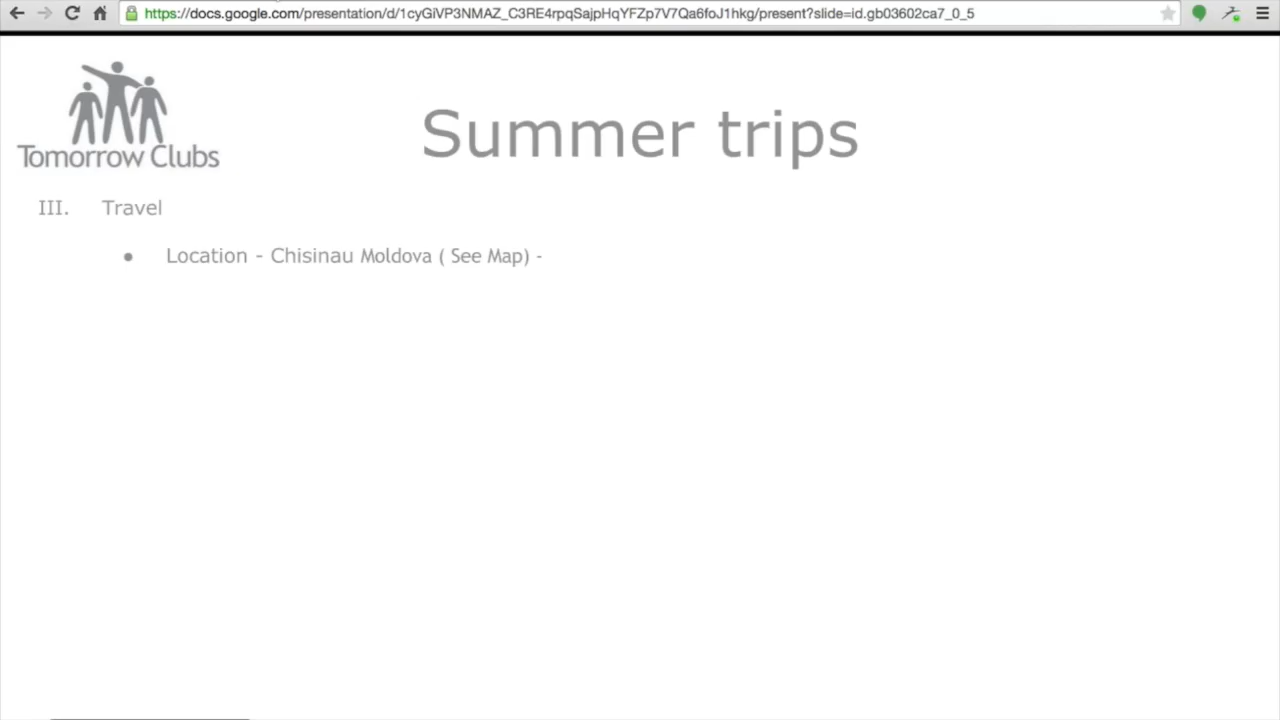 https://docs.google.com/presentation/d/1cyGiVP3NMAZ_C3RE4rpqSajpHqYFZp7V7Qa6foJ1hkg/present?slide=id.gb03602ca7_0_5
Tomorrow Clubs
Summer trips
III. Travel
● Location - Chisinau Moldova ( See Map) -